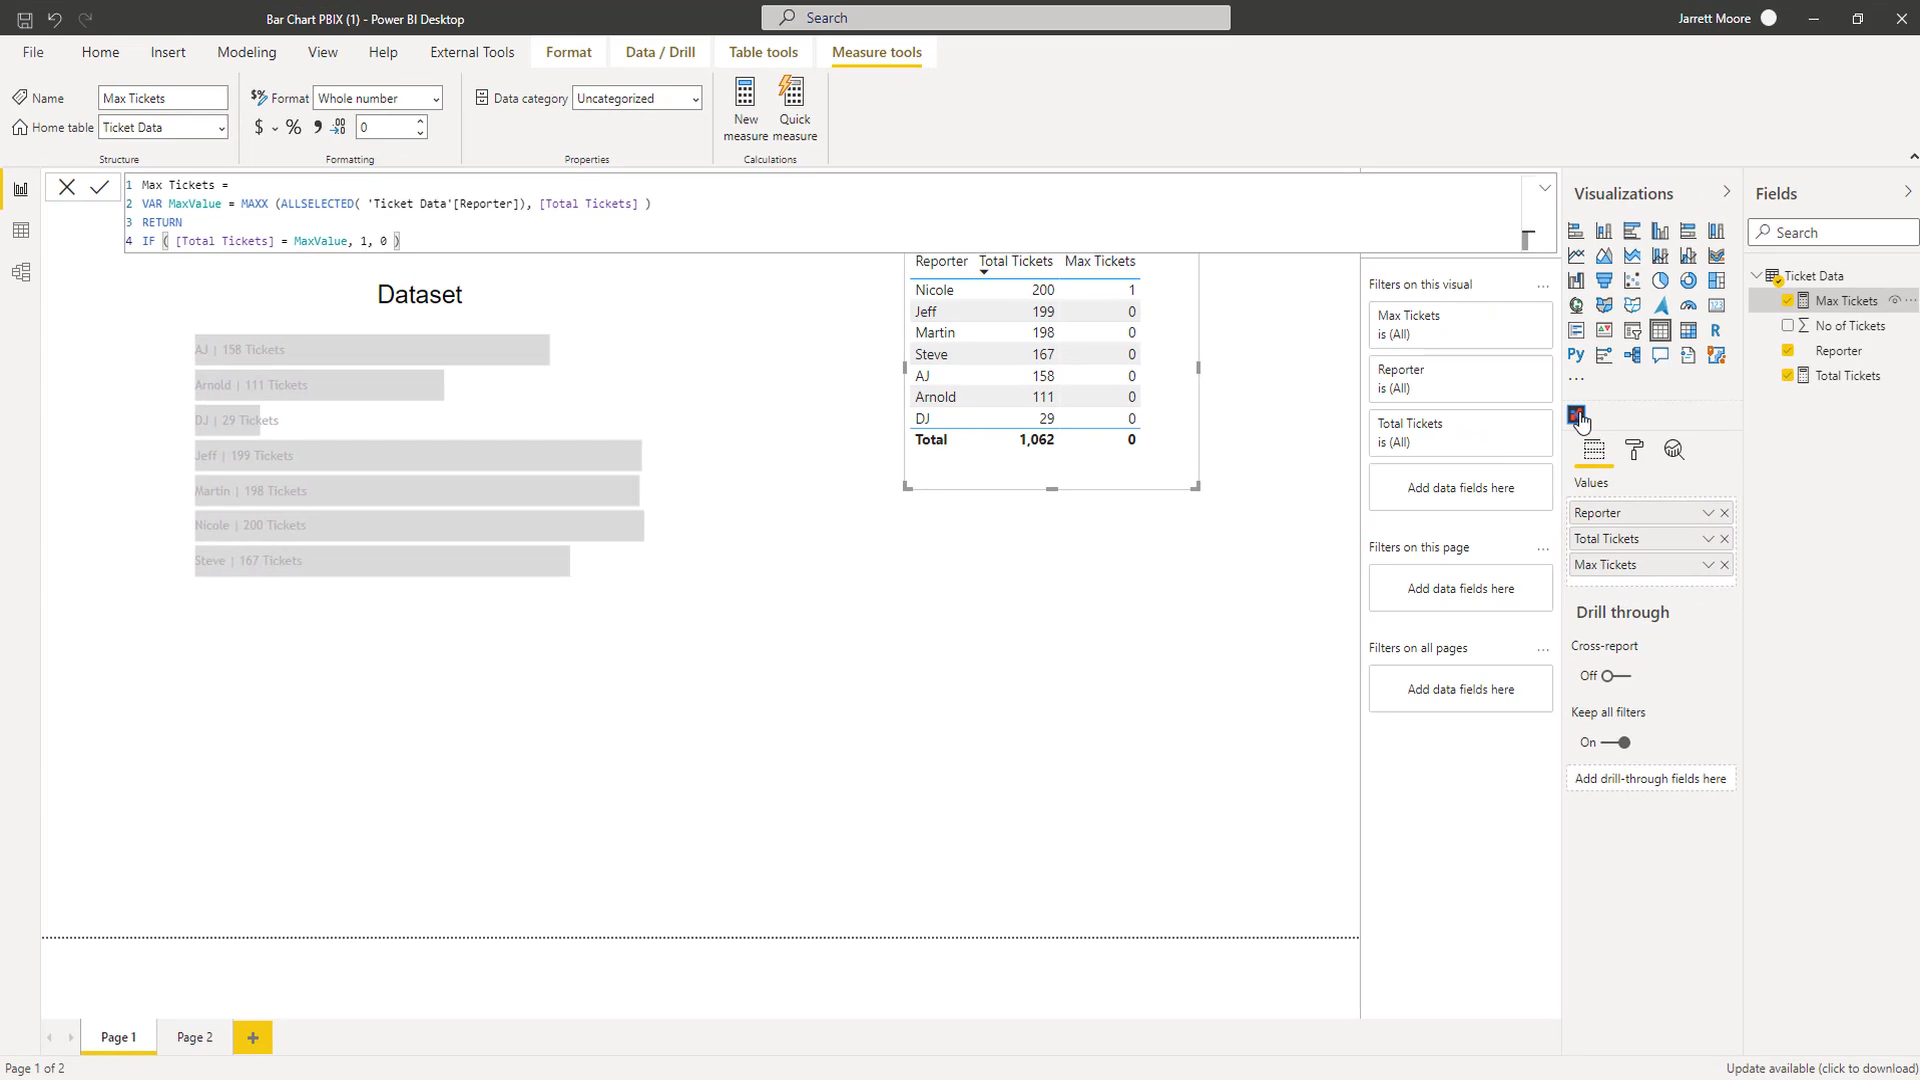 Bar Chart PBIX (1) - Power BI Desktop
Search
Jarrett Moore
File Home Insert Modeling View Help External Tools Format Data / Drill Table tools Measure tools
Name Max Tickets
Format Whole number
Data category Uncategorized
New measure
Quick measure
Home table Ticket Data
$ % 0
Structure
Formatting
Properties
Calculations
1 Max Tickets =
2 VAR MaxValue = MAXX (ALLSELECTED( 'Ticket Data'[Reporter]), [Total Tickets] )
3 RETURN
4 IF ( [Total Tickets] = MaxValue, 1, 0 )
Dataset
AJ | 158 Tickets
Arnold | 111 Tickets
DJ | 29 Tickets
Jeff | 199 Tickets
Martin | 198 Tickets
Nicole | 200 Tickets
Steve | 167 Tickets
Reporter Total Tickets Max Tickets
Nicole 200 1
Jeff 199 0
Martin 198 0
Steve 167 0
AJ 158 0
Arnold 111 0
DJ 29 0
Total 1,062 0
Filters on this visual ...
Max Tickets
is (All)
Reporter
is (All)
Total Tickets
is (All)
Add data fields here
Filters on this page ...
Add data fields here
Filters on all pages ...
Add data fields here
Visualizations
R
Py
...
Values
Reporter
Total Tickets
Max Tickets
Drill through
Cross-report
Off
Keep all filters
On
Add drill-through fields here
Fields
Search
Ticket Data
Max Tickets ...
No of Tickets
Reporter
Total Tickets
Page 1 Page 2 +
Page 1 of 2
Update available (click to download)